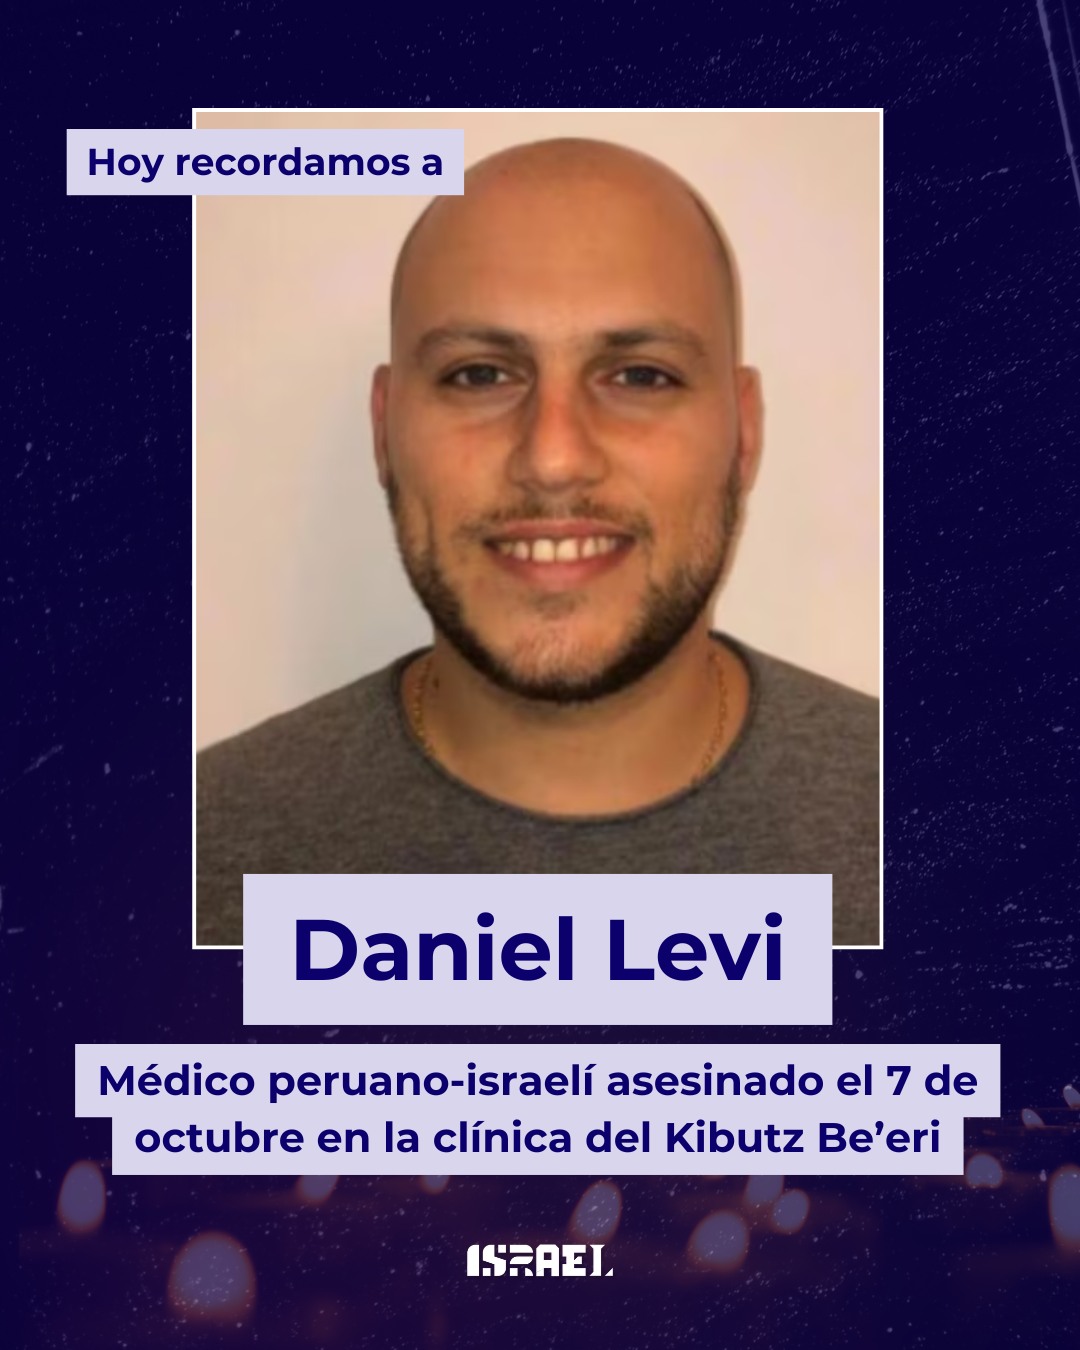 Hoy recordamos a
Daniel Levi
Médico peruano-israelí asesinado el 7 de
octubre en la clínica del Kibutz Be’eri
ISRAEL